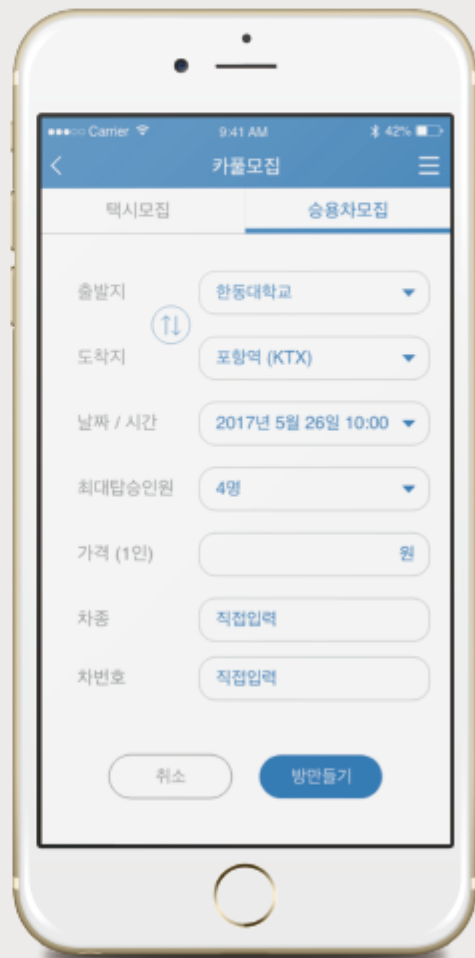 Carrier 9:41 AM 42%
카풀모집
택시모집 승용차모집
출발지 한동대학교
도착지 포항역 (KTX)
날짜 / 시간 2017년 5월 26일 10:00
최대탑승인원 4명
가격 (1인) 원
차종 직접입력
차번호 직접입력
취소 방만들기